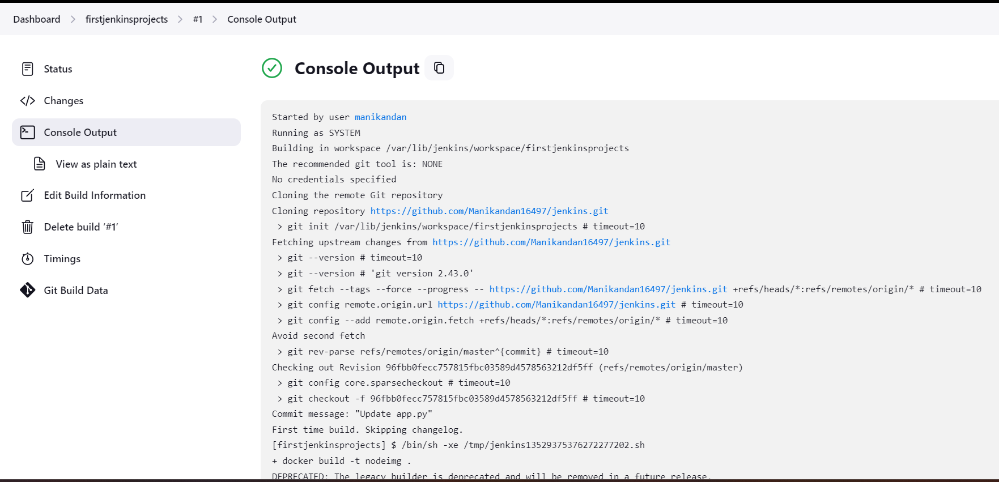 Dashboard > firstjenkinsprojects > #1 > Console Output
Status
Changes
Console Output
View as plain text
Edit Build Information
Delete build ‘#1’
Timings
Git Build Data
Console Output
Started by user manikandan
Running as SYSTEM
Building in workspace /var/lib/jenkins/workspace/firstjenkinsprojects
The recommended git tool is: NONE
No credentials specified
Cloning the remote Git repository
Cloning repository https://github.com/Manikandan16497/jenkins.git
> git init /var/lib/jenkins/workspace/firstjenkinsprojects # timeout=10
Fetching upstream changes from https://github.com/Manikandan16497/jenkins.git
> git --version # timeout=10
> git --version # 'git version 2.43.0'
> git fetch --tags --force --progress -- https://github.com/Manikandan16497/jenkins.git +refs/heads/*:refs/remotes/origin/* # timeout=10
> git config remote.origin.url https://github.com/Manikandan16497/jenkins.git # timeout=10
> git config --add remote.origin.fetch +refs/heads/*:refs/remotes/origin/* # timeout=10
Avoid second fetch
> git rev-parse refs/remotes/origin/master^{commit} # timeout=10
Checking out Revision 96fbb0fecc757815fbc03589d4578563212df5ff (refs/remotes/origin/master)
> git config core.sparsecheckout # timeout=10
> git checkout -f 96fbb0fecc757815fbc03589d4578563212df5ff # timeout=10
Commit message: "Update app.py"
First time build. Skipping changelog.
[firstjenkinsprojects] $ /bin/sh -xe /tmp/jenkins13529375376272277202.sh
+ docker build -t nodeimg .
DEPRECATED: The legacy builder is deprecated and will be removed in a future release.